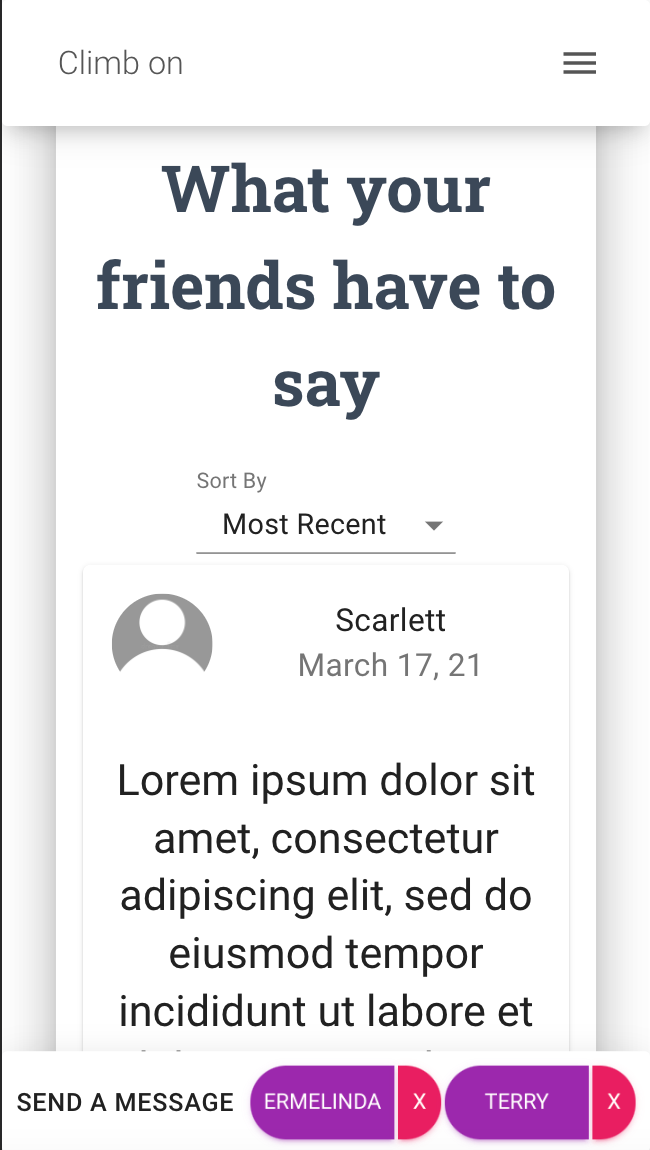 Climb on
What your
friends have to
say
Sort By
Most Recent
Scarlett
March 17, 21
Lorem ipsum dolor sit
amet, consectetur
adipiscing elit, sed do
eiusmod tempor
incididunt ut labore et
SEND A MESSAGE ERMELINDA X TERRY X